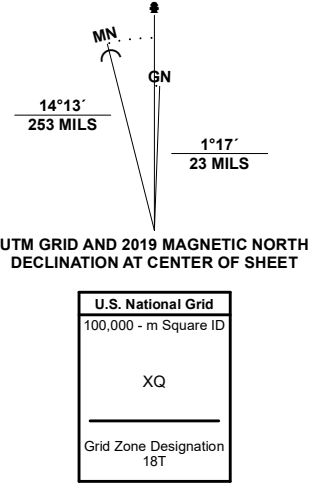 MN
GN
14°13´
253 MILS
1°17´
23 MILS
UTM GRID AND 2019 MAGNETIC NORTH
DECLINATION AT CENTER OF SHEET
U.S. National Grid
100,000 - m Square ID
XQ
Grid Zone Designation
18T